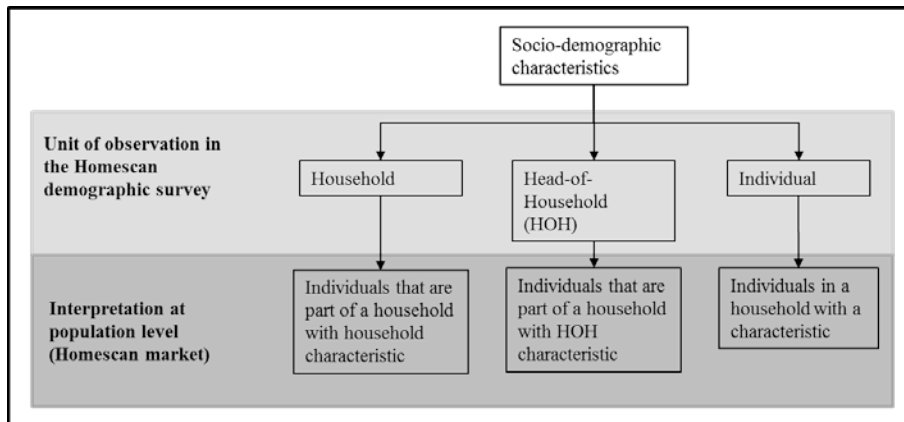 Socio-demographic
characteristics
Unit of observation in
the Homescan
demographic survey
Household
Head-of-
Household
(HOH)
Individual
Interpretation at
population level
(Homescan market)
Individuals that are
part of a household
with household
characteristic
Individuals that are
part of a household
with HOH
characteristic
Individuals in a
household with a
characteristic